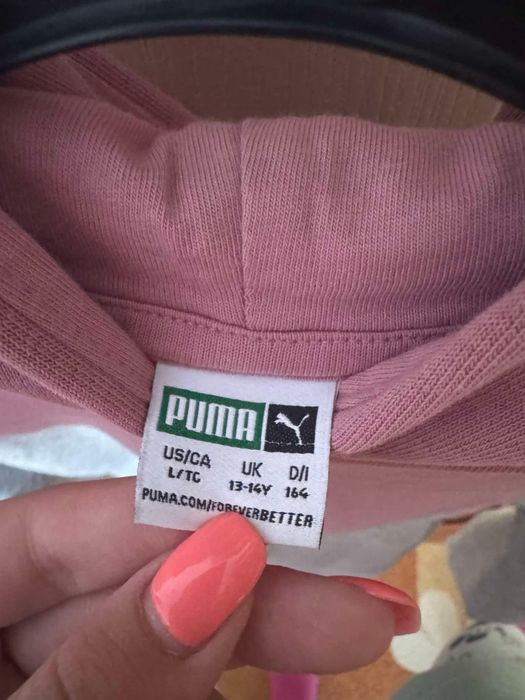 PUMA
US/CA UK D/I
L/TG 13-14Y 164
PUMA.COM/FOREVERBETTER